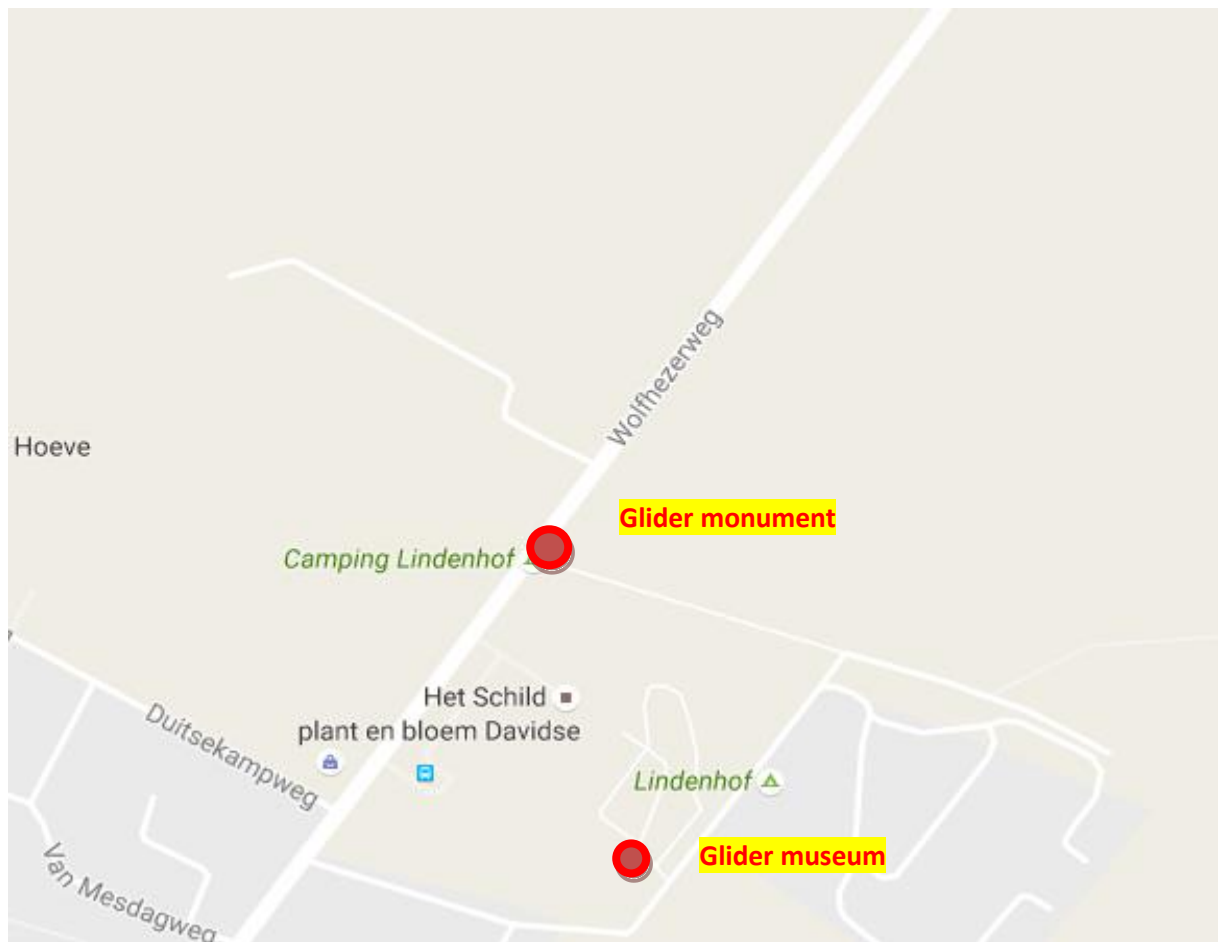 Wolfhezerweg
Hoeve
Glider monument
Camping Lindenhof
Het Schild
plant en bloem Davidse
Duitsekampweg
Lindenhof
Glider museum
Van Mesdagweg